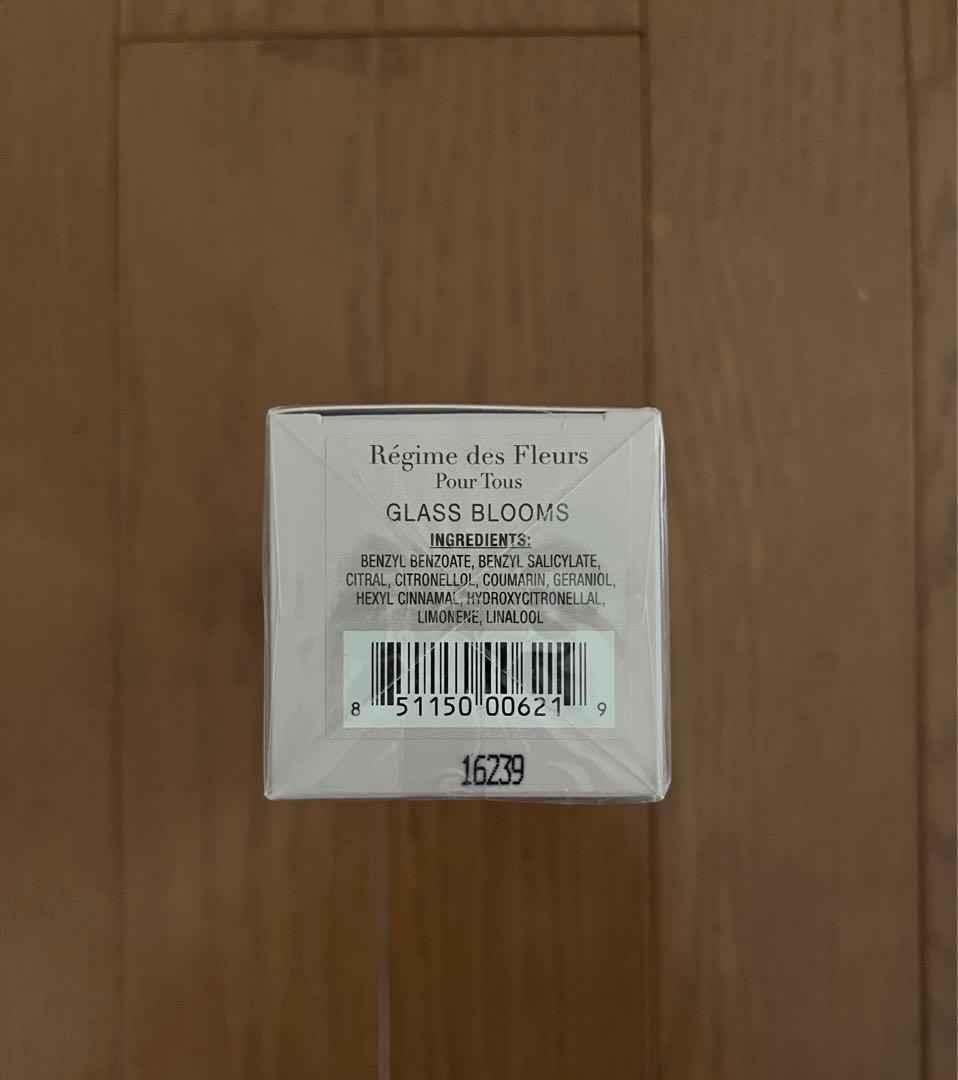 Régime des Fleurs
Pour Tous
GLASS BLOOMS
INGREDIENTS:
BENZYL BENZOATE, BENZYL SALICYLATE,
CITRAL, CITRONELLOL, COUMARIN, GERANIOL,
HEXYL CINNAMAL, HYDROXYCITRONELLAL,
LIMONENE, LINALOOL
8 51150 00621 9
16239